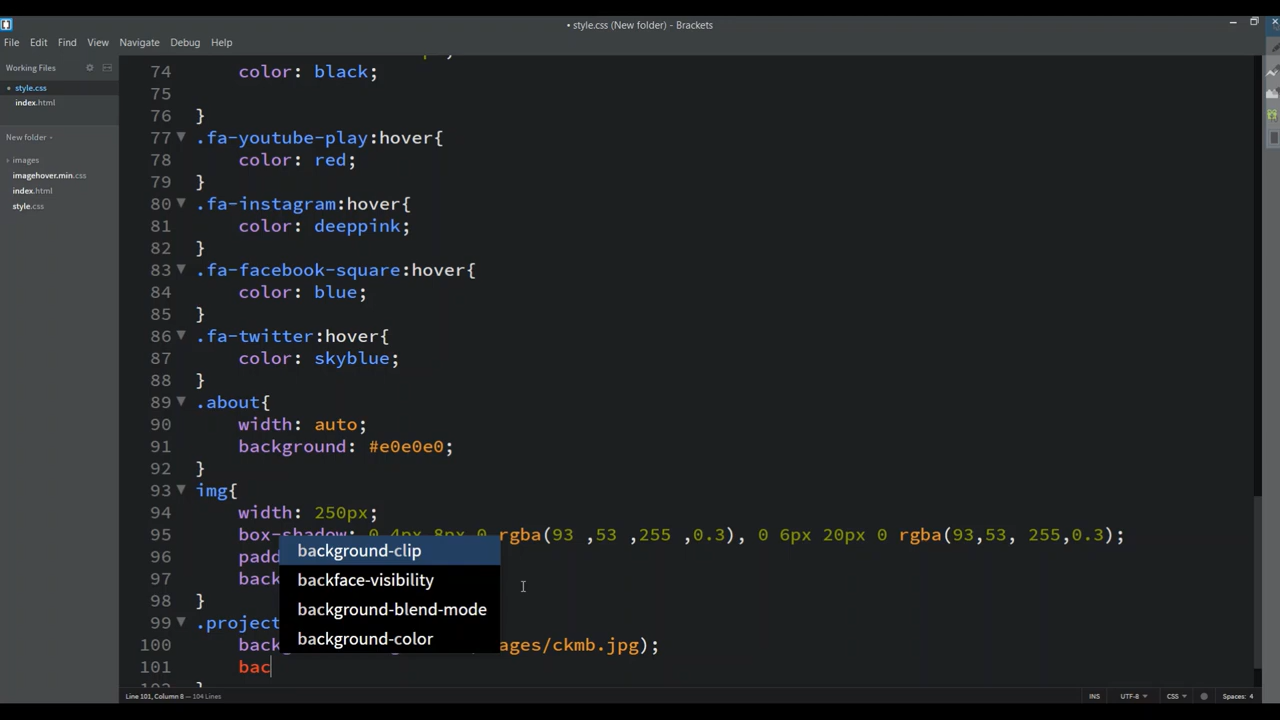 • style.css (New folder) - Brackets
File Edit Find View Navigate Debug Help
Working Files
• style.css
index.html
New folder
images
imagehover.min.css
index.html
style.css
74 color: black;
75
76 }
77 .fa-youtube-play:hover{
78 color: red;
79 }
80 .fa-instagram:hover{
81 color: deeppink;
82 }
83 .fa-facebook-square:hover{
84 color: blue;
85 }
86 .fa-twitter:hover{
87 color: skyblue;
88 }
89 .about{
90 width: auto;
91 background: #e0e0e0;
92 }
93 img{
94 width: 250px;
95 box-shadow: 0 4px 8px 0 rgba(93 ,53 ,255 ,0.3), 0 6px 20px 0 rgba(93,53, 255,0.3);
96 padd
97 back
98 }
99 .project
100 back ages/ckmb.jpg);
101 bac
102 }
background-clip
backface-visibility
background-blend-mode
background-color
Line 101, Column 8 — 104 Lines
INS UTF-8 CSS Spaces: 4